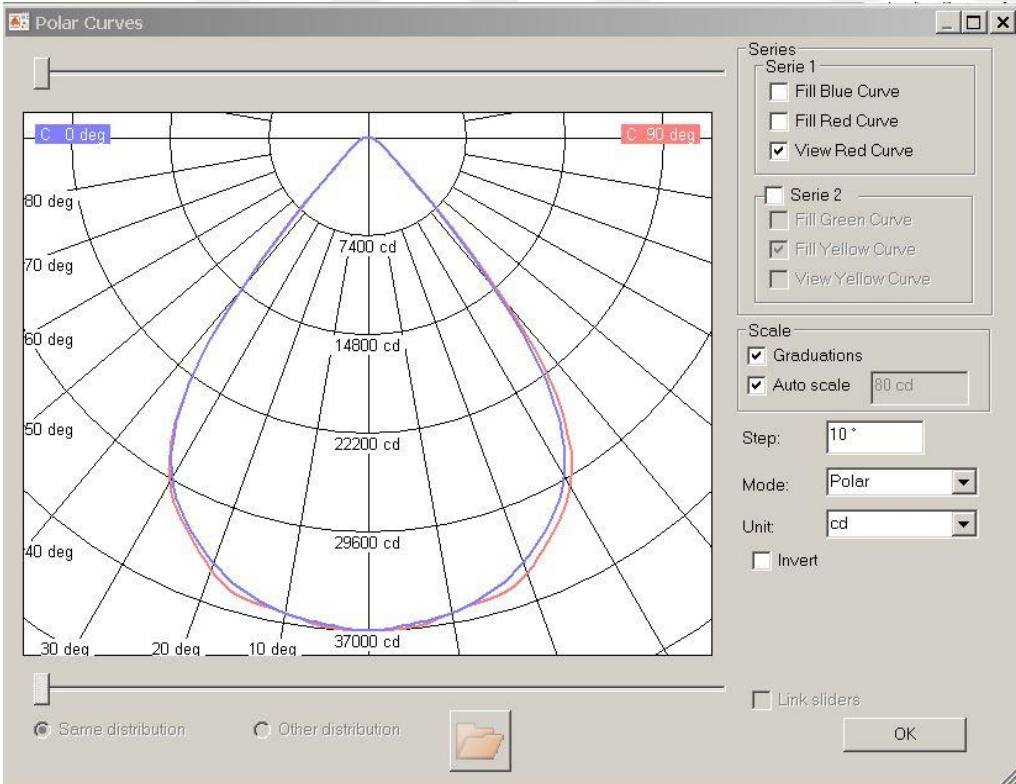 Polar Curves
C 0 deg
C 90 deg
80 deg
70 deg
60 deg
50 deg
40 deg
30 deg
20 deg
10 deg
7400 cd
14800 cd
22200 cd
29600 cd
37000 cd
Series
Serie 1
Fill Blue Curve
Fill Red Curve
View Red Curve
Serie 2
Fill Green Curve
Fill Yellow Curve
View Yellow Curve
Scale
Graduations
Auto scale 80 cd
Step: 10 °
Mode: Polar
Unit: cd
Invert
Link sliders
Same distribution
Other distribution
OK